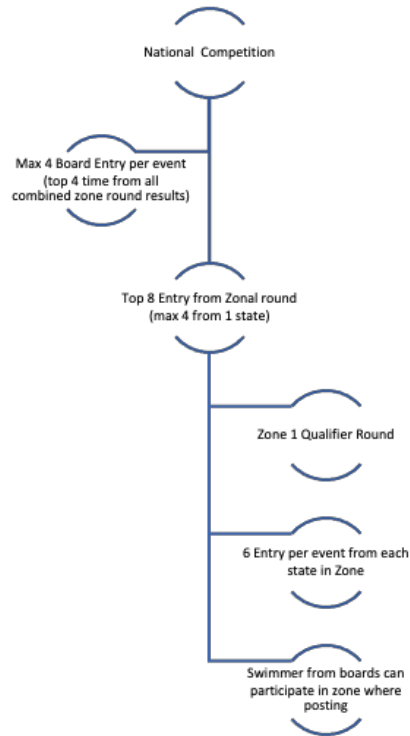 National Competition
Max 4 Board Entry per event
(top 4 time from all
combined zone round results)
Top 8 Entry from Zonal round
(max 4 from 1 state)
Zone 1 Qualifier Round
6 Entry per event from each
state in Zone
Swimmer from boards can
participate in zone where
posting